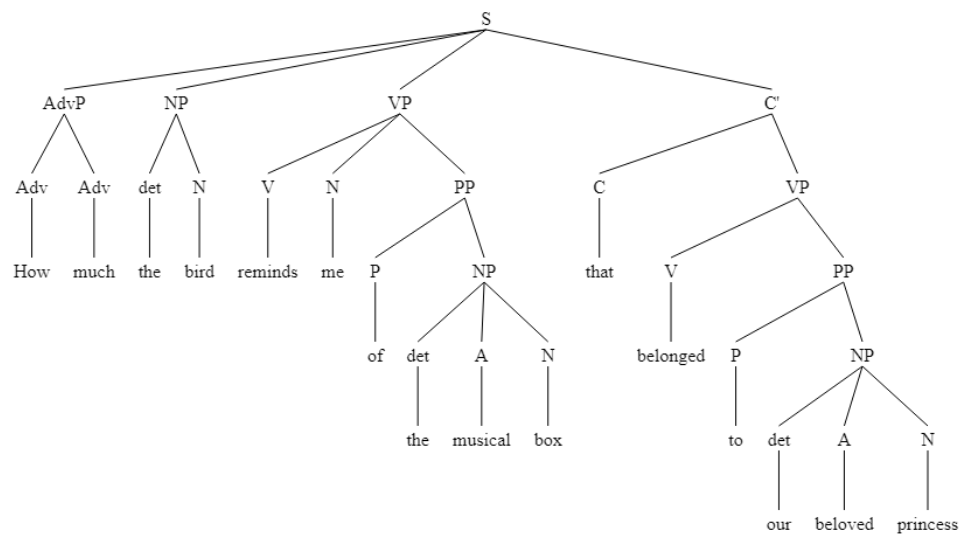 S
AdvP NP VP C'
Adv Adv det N V N PP C VP
How much the bird reminds me P NP that V PP
of det A N belonged P NP
the musical box to det A N
our beloved princess